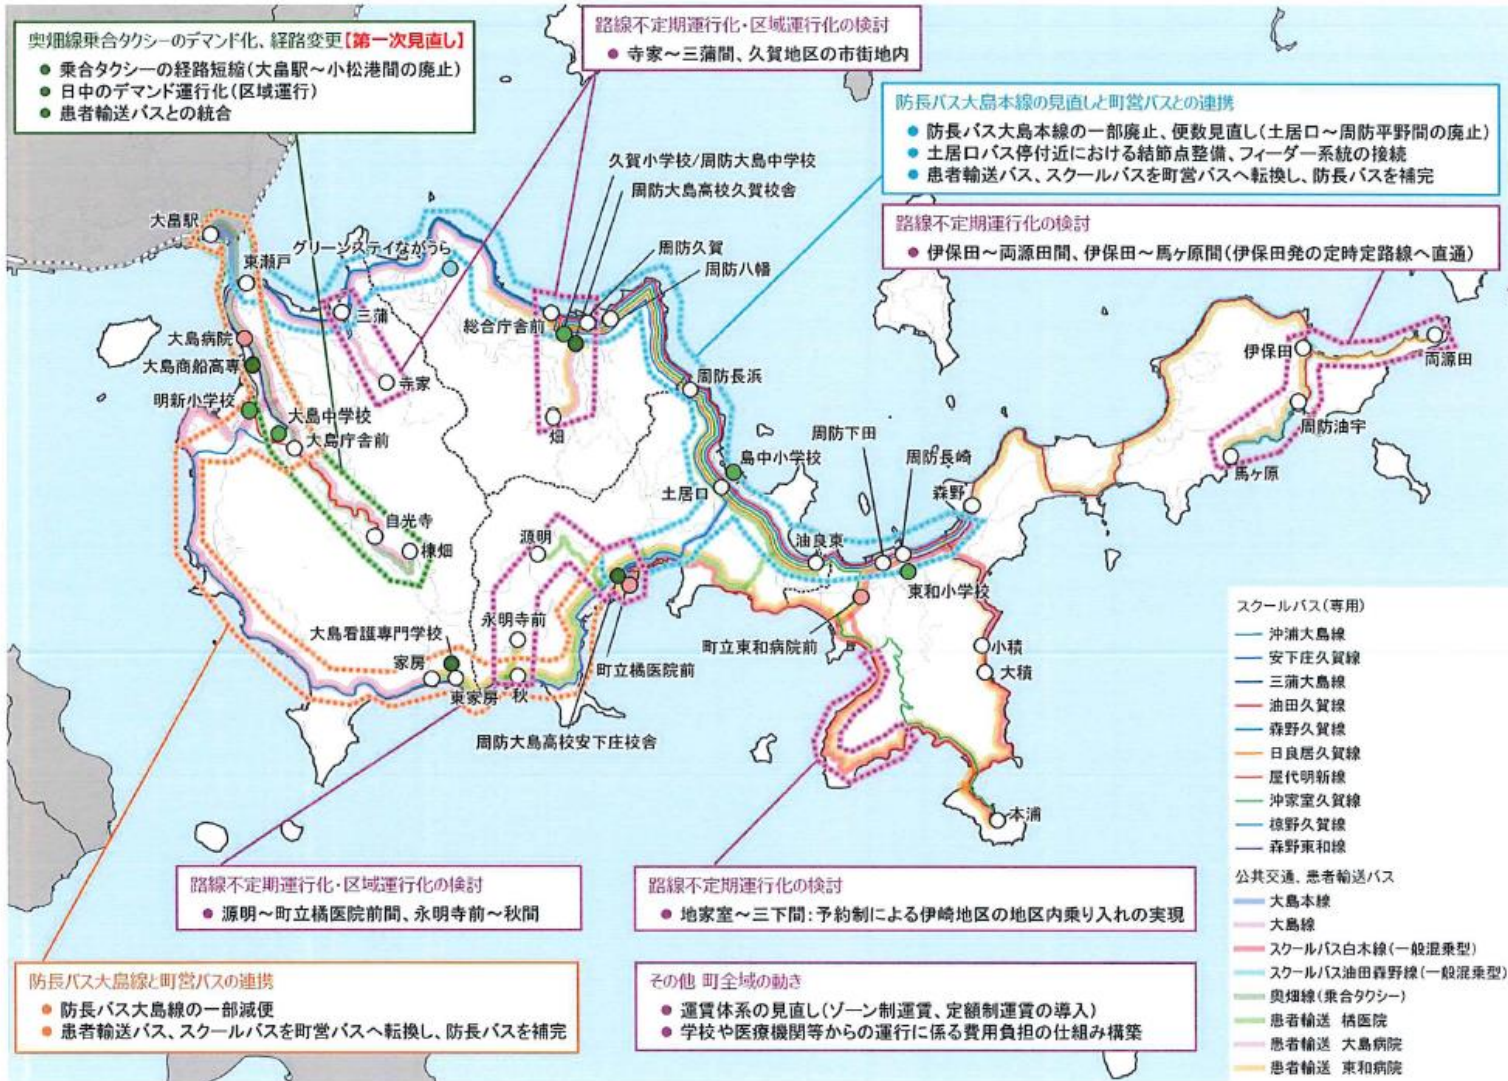 奥畑線乗合タクシーのデマンド化、経路変更【第一次見直し】
● 乗合タクシーの経路短縮(大畠駅～小松港間の廃止)
● 日中のデマンド運行化(区域運行)
● 患者輸送バスとの統合
路線不定期運行化・区域運行化の検討
● 寺家～三蒲間、久賀地区の市街地内
防長バス大島本線の見直しと町営バスとの連携
● 防長バス大島本線の一部廃止、便数見直し(土居口～周防平野間の廃止)
● 土居口バス停付近における結節点整備、フィーダー系統の接続
● 患者輸送バス、スクールバスを町営バスへ転換し、防長バスを補完
路線不定期運行化の検討
● 伊保田～両源田間、伊保田～馬ヶ原間(伊保田発の定時定路線へ直通)
久賀小学校/周防大島中学校
周防大島高校久賀校舎
大畠駅
グリーンステイながうら
周防久賀
周防八幡
東瀬戸
三蒲
総合庁舎前
大島病院
大島商船高専
寺家
周防長浜
伊保田
両源田
明新小学校
大島中学校
大島庁舎前
畑
周防油宇
馬ヶ原
周防下田
周防長崎
島中小学校
土居口
森野
自光寺
棟畑
源明
油良東
東和小学校
永明寺前
大島看護専門学校
家房
東家房
秋
町立橘医院前
町立東和病院前
小積
大積
周防大島高校安下庄校舎
本浦
路線不定期運行化・区域運行化の検討
● 源明～町立橘医院前間、永明寺前～秋間
路線不定期運行化の検討
● 地家室～三下間:予約制による伊崎地区の地区内乗り入れの実現
防長バス大島線と町営バスの連携
● 防長バス大島線の一部減便
● 患者輸送バス、スクールバスを町営バスへ転換し、防長バスを補完
その他 町全域の動き
● 運賃体系の見直し(ゾーン制運賃、定額制運賃の導入)
● 学校や医療機関等からの運行に係る費用負担の仕組み構築
スクールバス(専用)
沖浦大島線
安下庄久賀線
三蒲大島線
油田久賀線
森野久賀線
日良居久賀線
屋代明新線
沖家室久賀線
椋野久賀線
森野東和線
公共交通、患者輸送バス
大島本線
大島線
スクールバス白木線(一般混乗型)
スクールバス油田森野線(一般混乗型)
奥畑線(乗合タクシー)
患者輸送 橘医院
患者輸送 大島病院
患者輸送 東和病院